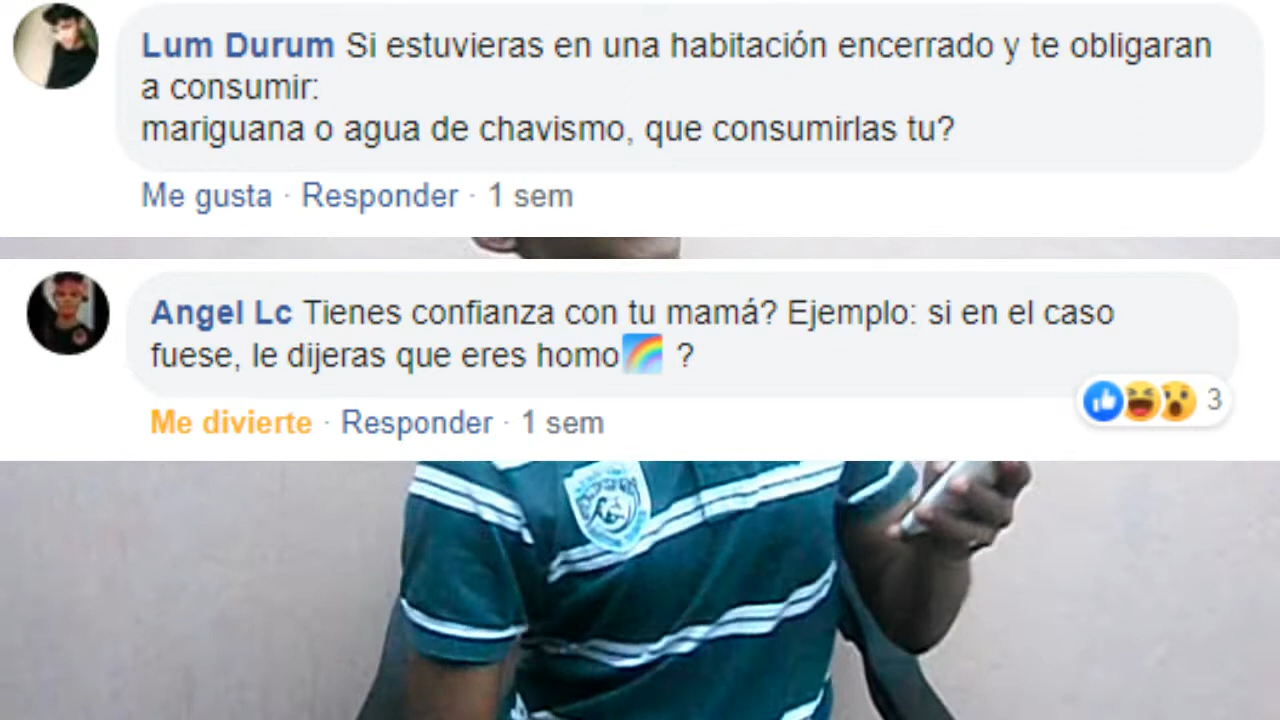 Lum Durum Si estuvieras en una habitación encerrado y te obligaran
a consumir:
mariguana o agua de chavismo, que consumirlas tu?
Me gusta · Responder · 1 sem
Angel Lc Tienes confianza con tu mamá? Ejemplo: si en el caso
fuese, le dijeras que eres homo🌈 ?
3
Me divierte · Responder · 1 sem